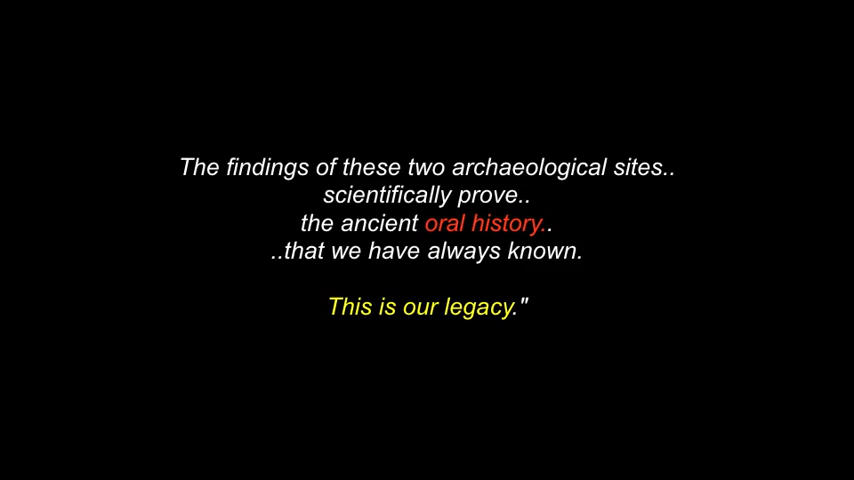 The findings of these two archaeological sites..
scientifically prove..
the ancient oral history..
..that we have always known.
This is our legacy."